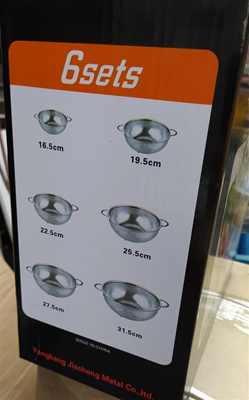 6sets
16.5cm
19.5cm
22.5cm
25.5cm
27.5cm
31.5cm
MADE IN CHINA
Yongkang Jiacheng Metal Co.,ltd.